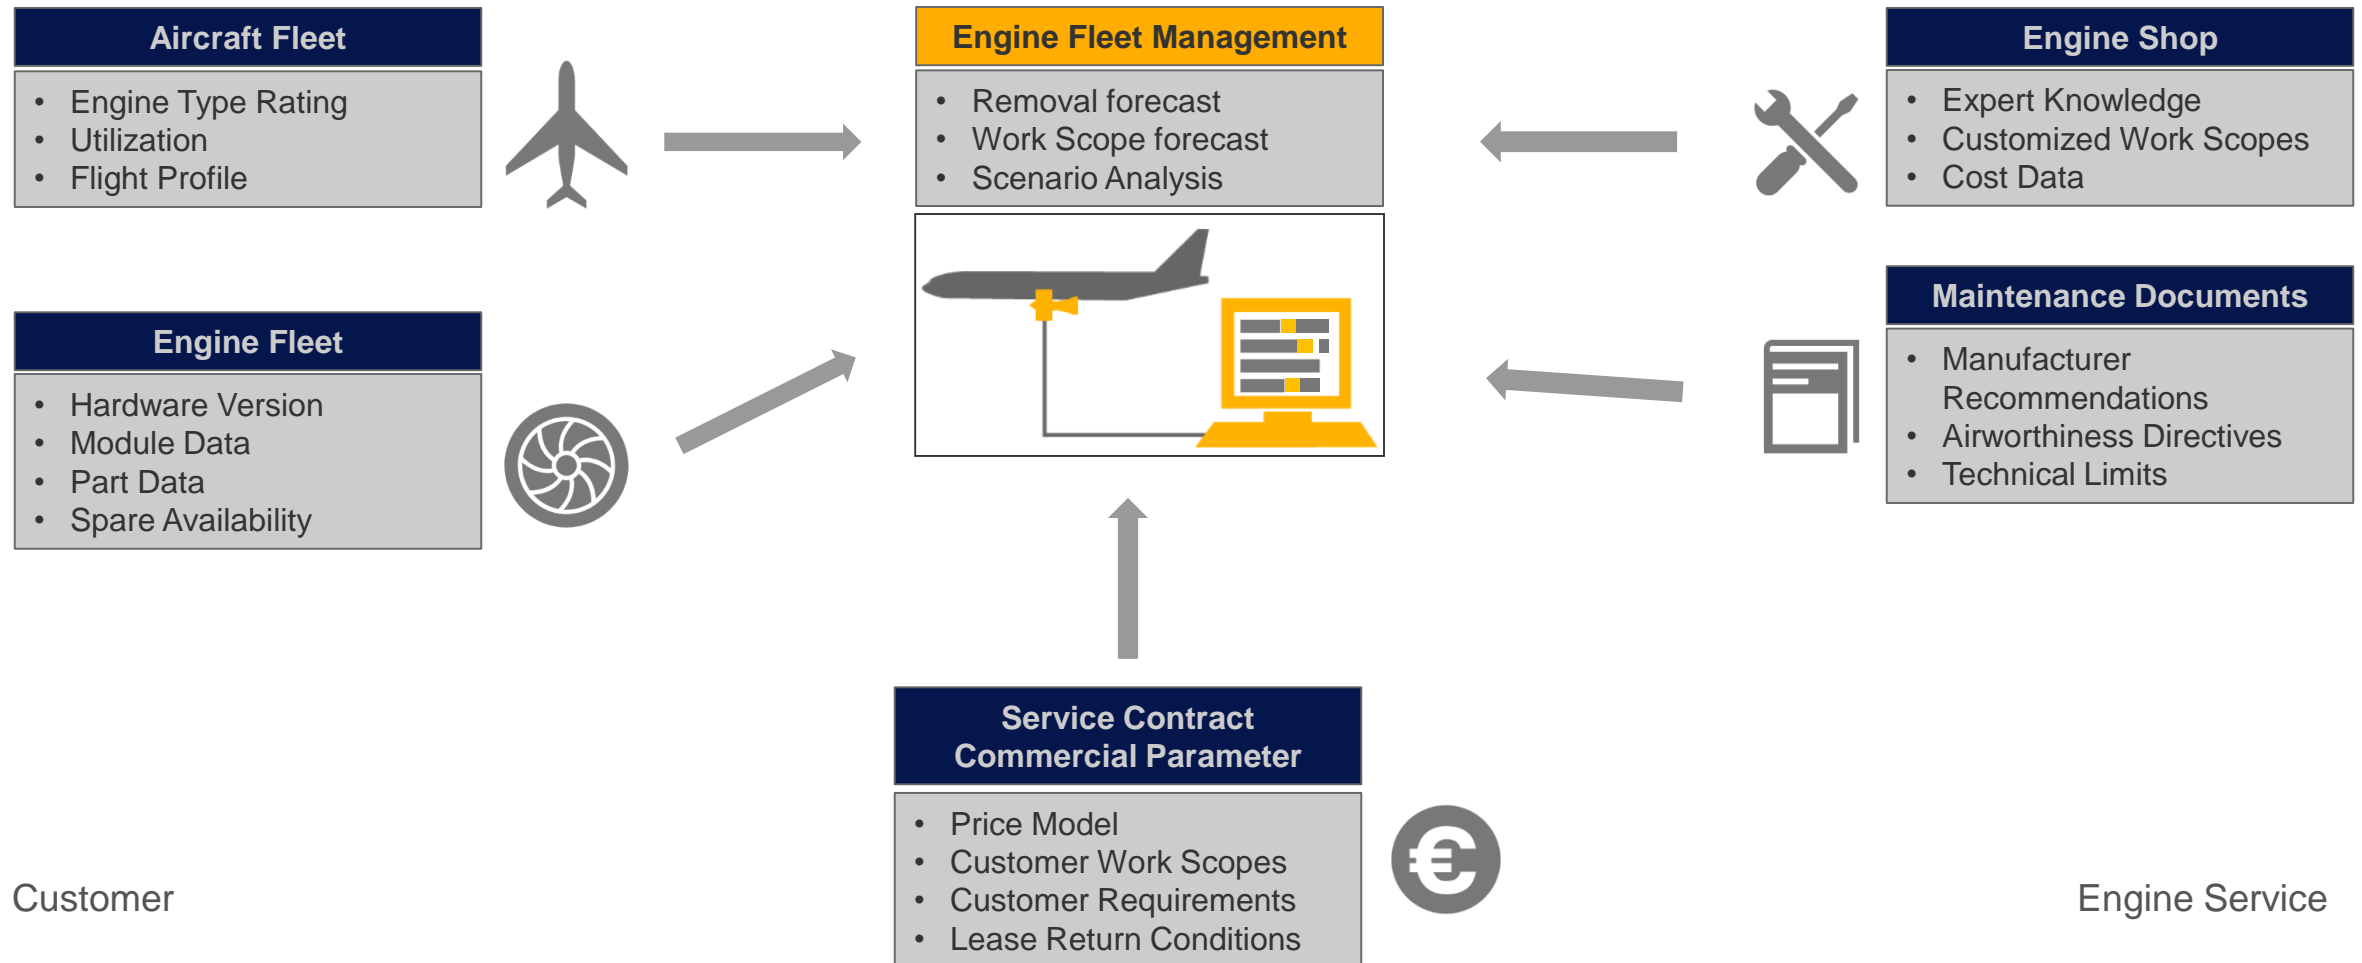 Aircraft Fleet
• Engine Type Rating
• Utilization
• Flight Profile
Engine Fleet
• Hardware Version
• Module Data
• Part Data
• Spare Availability
Engine Fleet Management
• Removal forecast
• Work Scope forecast
• Scenario Analysis
Engine Shop
• Expert Knowledge
• Customized Work Scopes
• Cost Data
Maintenance Documents
• Manufacturer
Recommendations
• Airworthiness Directives
• Technical Limits
Service Contract
Commercial Parameter
• Price Model
• Customer Work Scopes
• Customer Requirements
• Lease Return Conditions
€
Customer
Engine Service